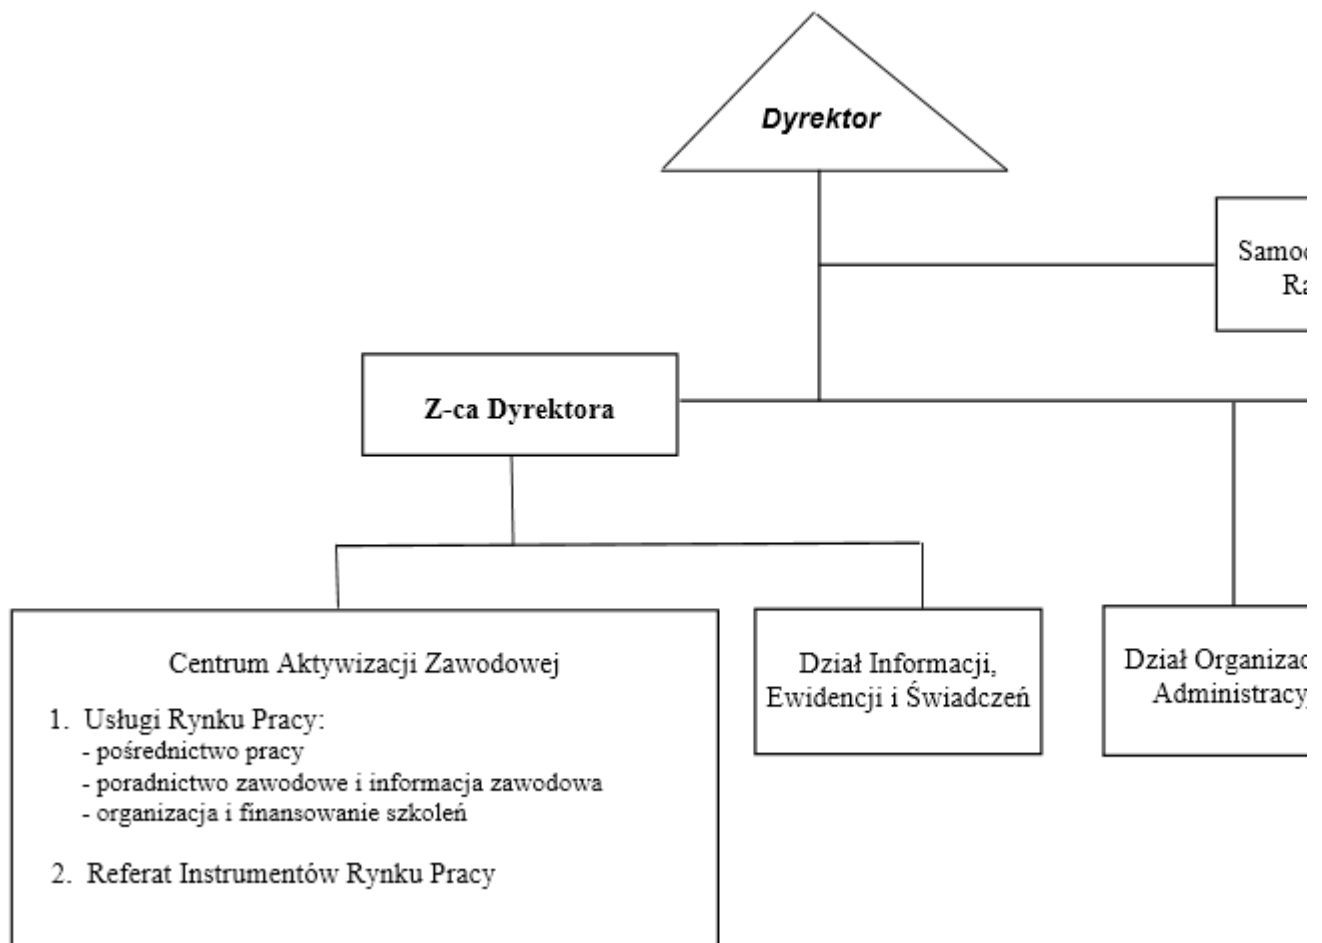 Dyrektor
Z-ca Dyrektora
Centrum Aktywizacji Zawodowej
1. Usługi Rynku Pracy:
- pośrednictwo pracy
- poradnictwo zawodowe i informacja zawodowa
- organizacja i finansowanie szkoleń
2. Referat Instrumentów Rynku Pracy
Dział Informacji,
Ewidencji i Świadczeń
Dział